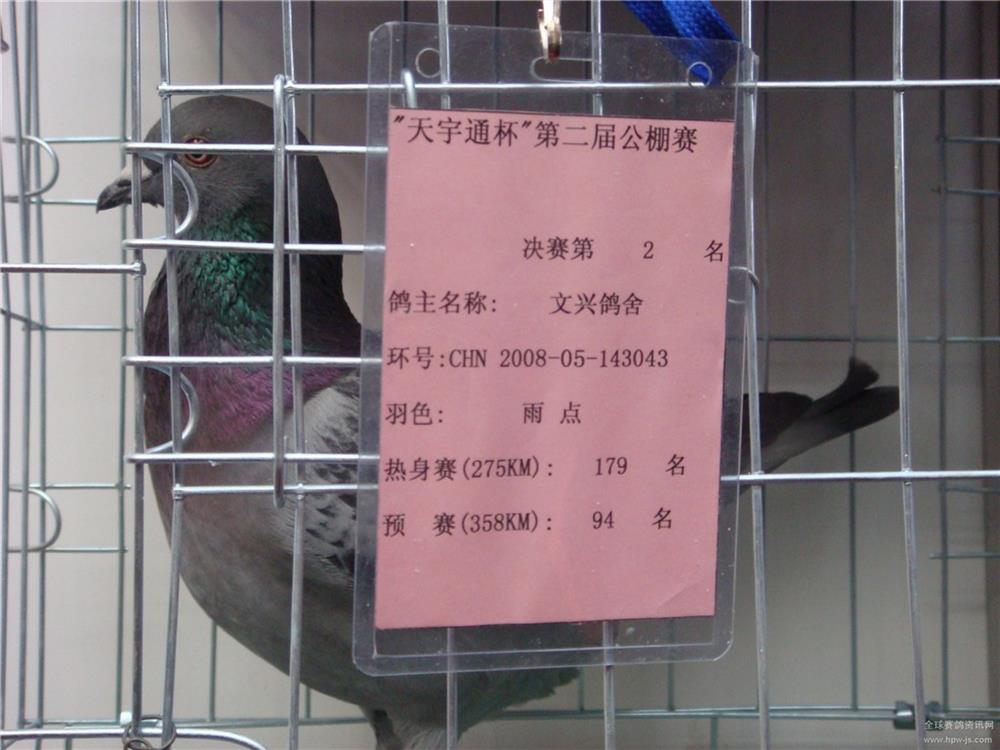 "天宇通杯"第二届公棚赛
决赛第 2 名
鸽主名称: 文兴鸽舍
环号:CHN 2008-05-143043
羽色: 雨 点
热身赛(275KM): 179 名
预 赛(358KM): 94 名
全球赛鸽资讯网
www.hpw-js.com